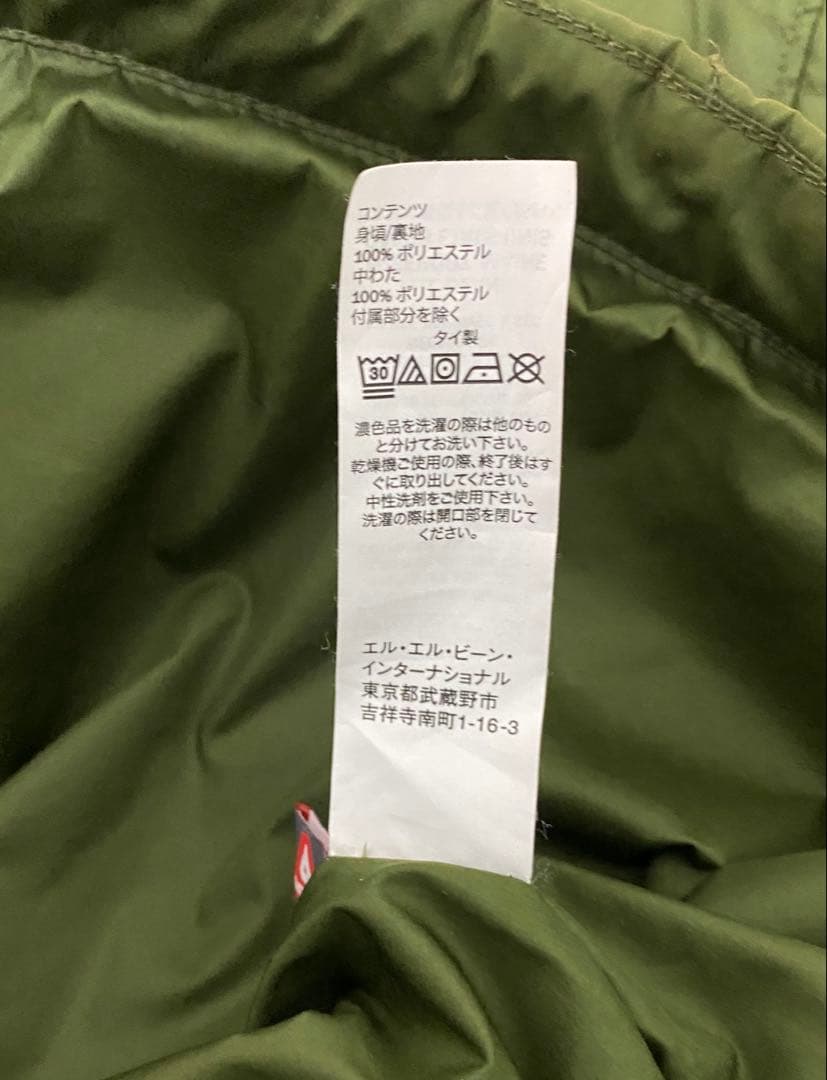 コンテンツ
身頃/裏地
100% ポリエステル
中わた
100% ポリエステル
付属部分を除く
タイ製
30
濃色品を洗濯の際は他のもの
と分けてお洗い下さい。
乾燥機ご使用の際､終了後はす
ぐに取り出してください。
中性洗剤をご使用下さい。
洗濯の際は開口部を閉じて
ください。
エル・エル・ビーン・
インターナショナル
東京都武蔵野市
吉祥寺南町1-16-3